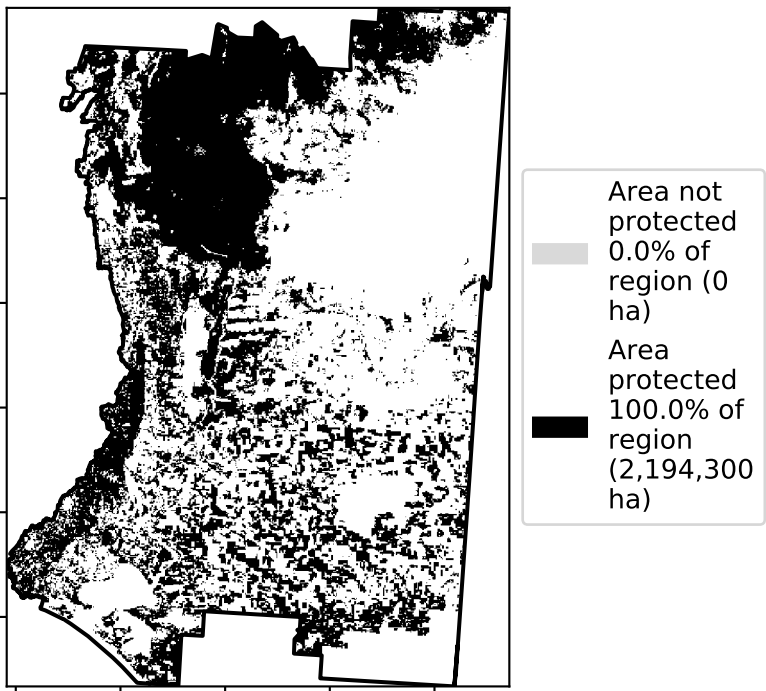 Area not
protected
0.0% of
region (0
ha)
Area
protected
100.0% of
region
(2,194,300
ha)